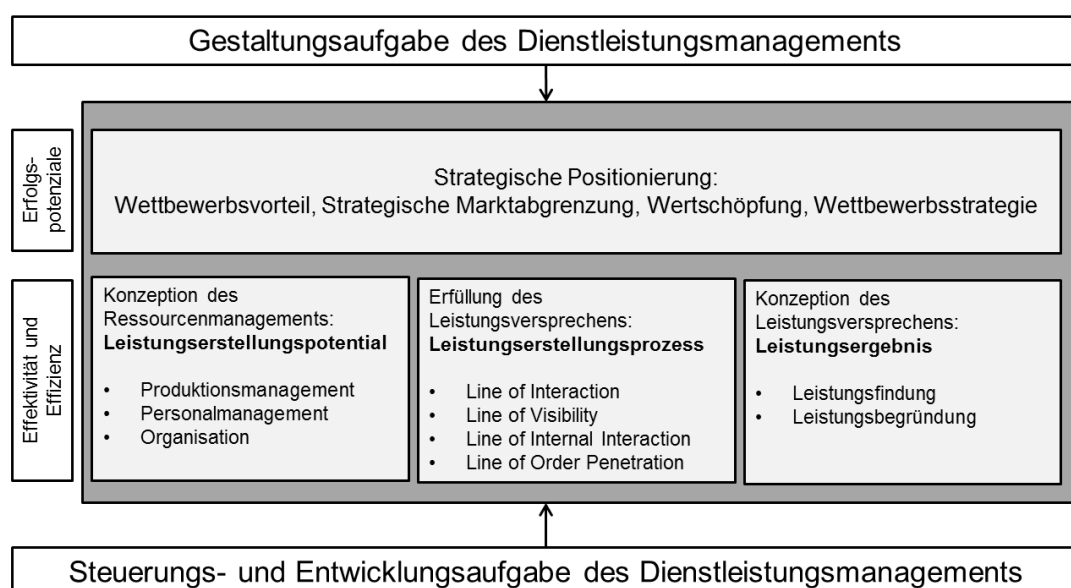 Gestaltungsaufgabe des Dienstleistungsmanagements
Erfolgs-
potenziale
Strategische Positionierung:
Wettbewerbsvorteil, Strategische Marktabgrenzung, Wertschöpfung, Wettbewerbsstrategie
Effektivität und
Effizienz
Konzeption des
Ressourcenmanagements:
Leistungserstellungspotential
• Produktionsmanagement
• Personalmanagement
• Organisation
Erfüllung des
Leistungsversprechens:
Leistungserstellungsprozess
• Line of Interaction
• Line of Visibility
• Line of Internal Interaction
• Line of Order Penetration
Konzeption des
Leistungsversprechens:
Leistungsergebnis
• Leistungsfindung
• Leistungsbegründung
Steuerungs- und Entwicklungsaufgabe des Dienstleistungsmanagements